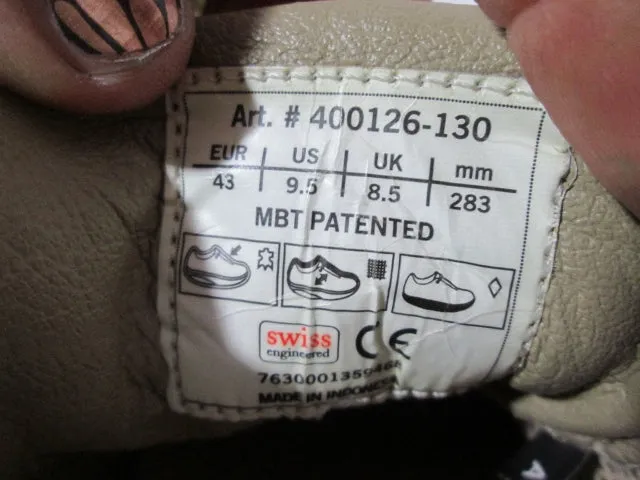 Art. # 400126-130
EUR US UK mm
43 9.5 8.5 283
MBT PATENTED
swiss
engineered
CE
MADE IN INDONESIA